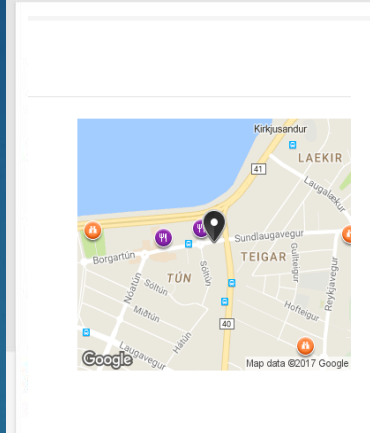 Kirkjusandur
LAEKIR
41
Laugalækur
Sundlaugavegur
Borgartún
TEIGAR
Gullteigur
Reykjavegur
Nóatún
Sóltún
TÚN
Sóltún
Miðtún
Hátún
Hofteigur
40
Laugavegur
Google
Map data ©2017 Google